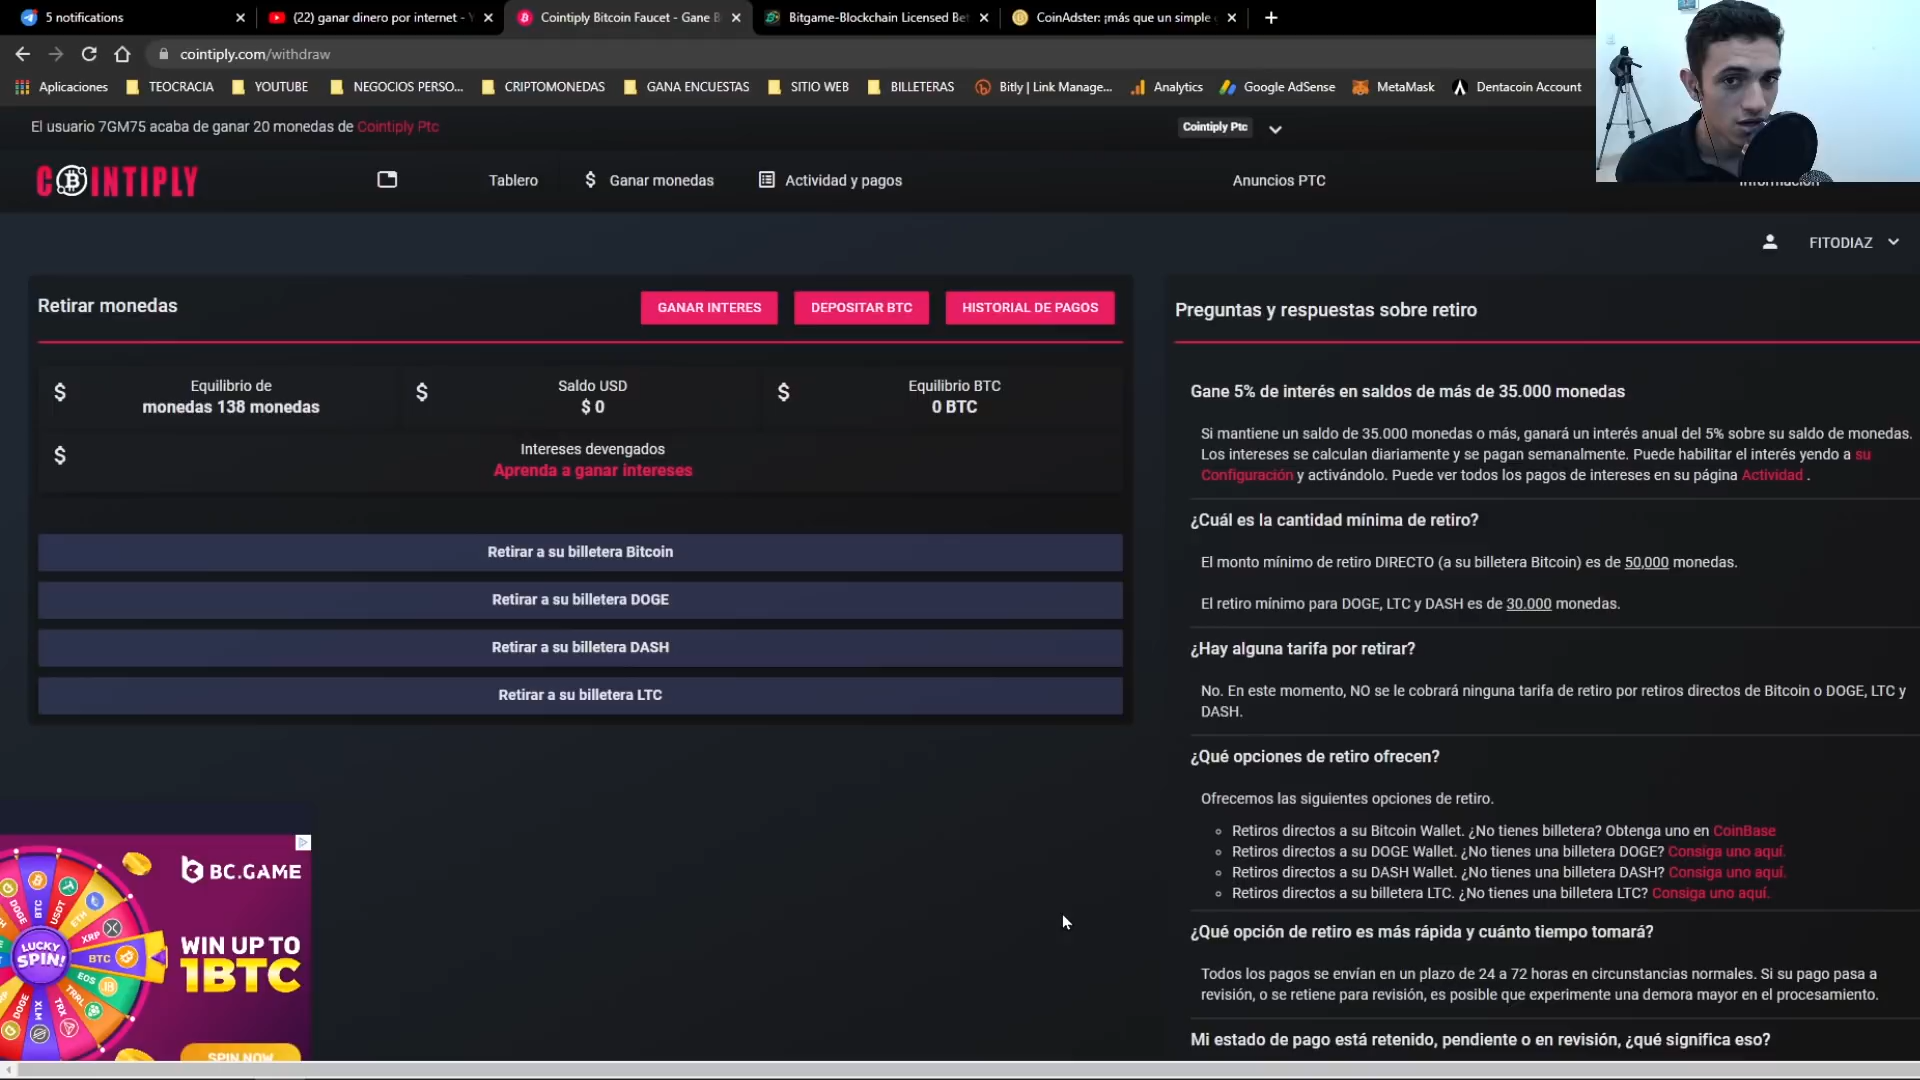 5 notifications
(22) ganar dinero por internet - Y
Cointiply Bitcoin Faucet - Gane B
Bitgame-Blockchain Licensed Bet
CoinAdster: ¡más que un simple
cointiply.com/withdraw
Aplicaciones
TEOCRACIA
YOUTUBE
NEGOCIOS PERSO...
CRIPTOMONEDAS
GANA ENCUESTAS
SITIO WEB
BILLETERAS
Bitly | Link Manage...
Analytics
Google AdSense
MetaMask
Dentacoin Account
El usuario 7GM75 acaba de ganar 20 monedas de Cointiply Ptc
Cointiply Ptc
COINTIPLY
Tablero
$ Ganar monedas
Actividad y pagos
Anuncios PTC
Información
FITODIAZ
Retirar monedas
GANAR INTERES
DEPOSITAR BTC
HISTORIAL DE PAGOS
$ Equilibrio de
monedas 138 monedas
$ Saldo USD
$ 0
$ Equilibrio BTC
0 BTC
$ Intereses devengados
Aprenda a ganar intereses
Retirar a su billetera Bitcoin
Retirar a su billetera DOGE
Retirar a su billetera DASH
Retirar a su billetera LTC
Preguntas y respuestas sobre retiro
Gane 5% de interés en saldos de más de 35.000 monedas
Si mantiene un saldo de 35.000 monedas o más, ganará un interés anual del 5% sobre su saldo de monedas.
Los intereses se calculan diariamente y se pagan semanalmente. Puede habilitar el interés yendo a su
Configuración y activándolo. Puede ver todos los pagos de intereses en su página Actividad .
¿Cuál es la cantidad mínima de retiro?
El monto mínimo de retiro DIRECTO (a su billetera Bitcoin) es de 50,000 monedas.
El retiro mínimo para DOGE, LTC y DASH es de 30.000 monedas.
¿Hay alguna tarifa por retirar?
No. En este momento, NO se le cobrará ninguna tarifa de retiro por retiros directos de Bitcoin o DOGE, LTC y
DASH.
¿Qué opciones de retiro ofrecen?
Ofrecemos las siguientes opciones de retiro.
Retiros directos a su Bitcoin Wallet. ¿No tienes billetera? Obtenga uno en CoinBase
Retiros directos a su DOGE Wallet. ¿No tienes una billetera DOGE? Consiga uno aquí.
Retiros directos a su DASH Wallet. ¿No tienes una billetera DASH? Consiga uno aquí.
Retiros directos a su billetera LTC. ¿No tienes una billetera LTC? Consiga uno aquí.
¿Qué opción de retiro es más rápida y cuánto tiempo tomará?
Todos los pagos se envían en un plazo de 24 a 72 horas en circunstancias normales. Si su pago pasa a
revisión, o se retiene para revisión, es posible que experimente una demora mayor en el procesamiento.
Mi estado de pago está retenido, pendiente o en revisión, ¿qué significa eso?
BC.GAME
WIN UP TO
1BTC
SPIN NOW
LUCKY
SPIN!
DOGE
BTC
USDT
ETH
XRP
BTC
EOS
TRRL
TRX
XLM
DOGE